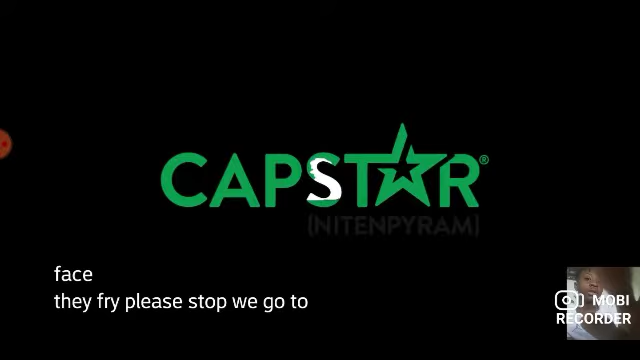 CAPSTAR®
(NITENPYRAM)
face
they fry please stop we go to
MOBI
RECORDER